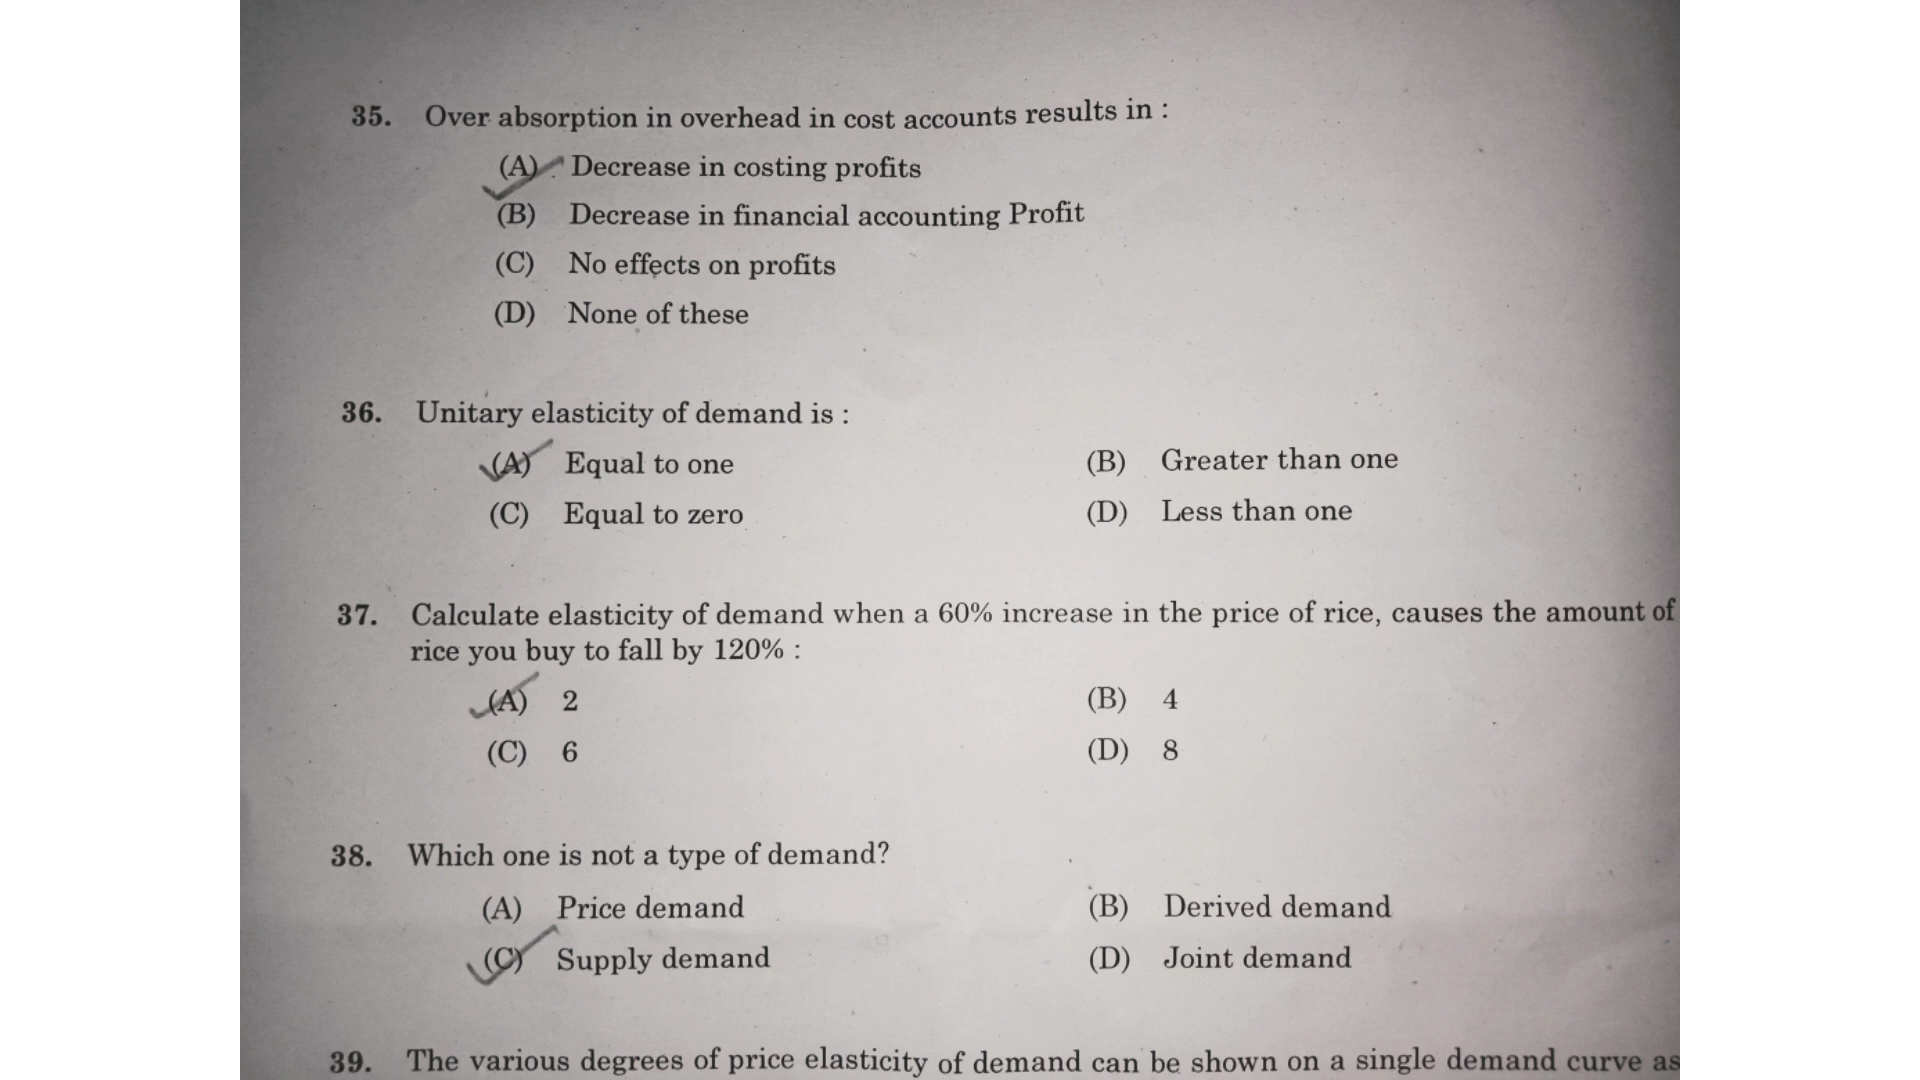 35. Over absorption in overhead in cost accounts results in :
(A) Decrease in costing profits
(B) Decrease in financial accounting Profit
(C) No effects on profits
(D) None of these
36. Unitary elasticity of demand is :
(A) Equal to one (B) Greater than one
(C) Equal to zero (D) Less than one
37. Calculate elasticity of demand when a 60% increase in the price of rice, causes the amount of
rice you buy to fall by 120% :
(A) 2 (B) 4
(C) 6 (D) 8
38. Which one is not a type of demand?
(A) Price demand (B) Derived demand
(C) Supply demand (D) Joint demand
39. The various degrees of price elasticity of demand can be shown on a single demand curve as